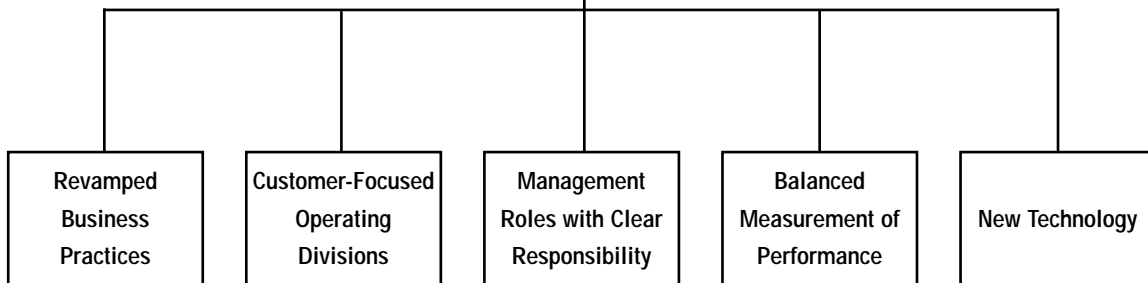 Revamped
Business
Practices
Customer-Focused
Operating
Divisions
Management
Roles with Clear
Responsibility
Balanced
Measurement of
Performance
New Technology